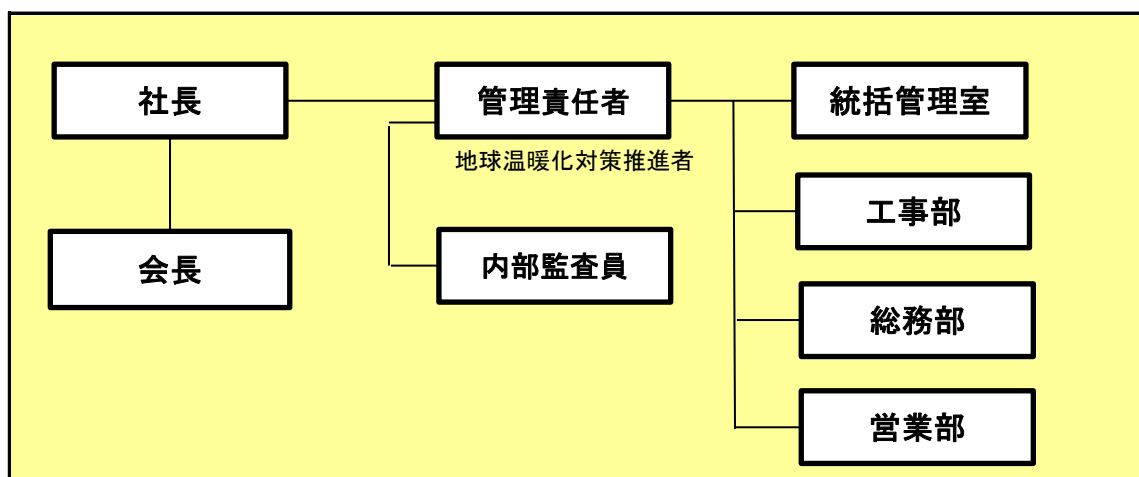 社長
管理責任者
統括管理室
地球温暖化対策推進者
工事部
会長
内部監査員
総務部
営業部